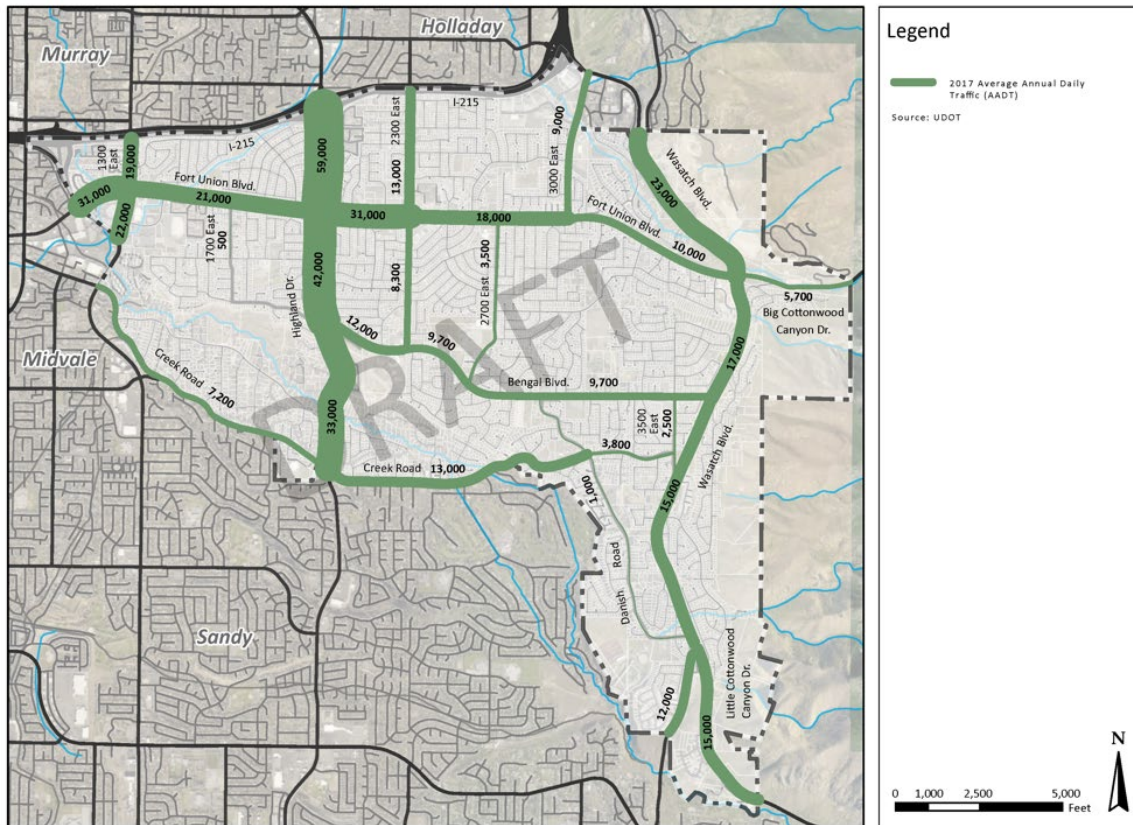 Murray
Holladay
I-215
I-215
1300
East
19,000
Fort Union Blvd.
21,000
31,000
22,000
59,000
2300 East
13,000
3000 East
9,000
Wasatch Blvd.
23,000
31,000
18,000
Fort Union Blvd.
10,000
1700 East
500
Highland Dr.
42,000
8,300
2700 East
3,500
5,700
Big Cottonwood
Canyon Dr.
17,000
12,000
9,700
Bengal Blvd.
9,700
Midvale
Creek Road
7,200
33,000
3500
East
2,500
3,800
Creek Road
13,000
1,000
Wasatch Blvd.
15,000
Danish Road
Sandy
12,000
15,000
Little Cottonwood
Canyon Dr.
DRAFT
Legend
2017 Average Annual Daily
Traffic (AADT)
Source: UDOT
N
0 1,000 2,500 5,000
Feet